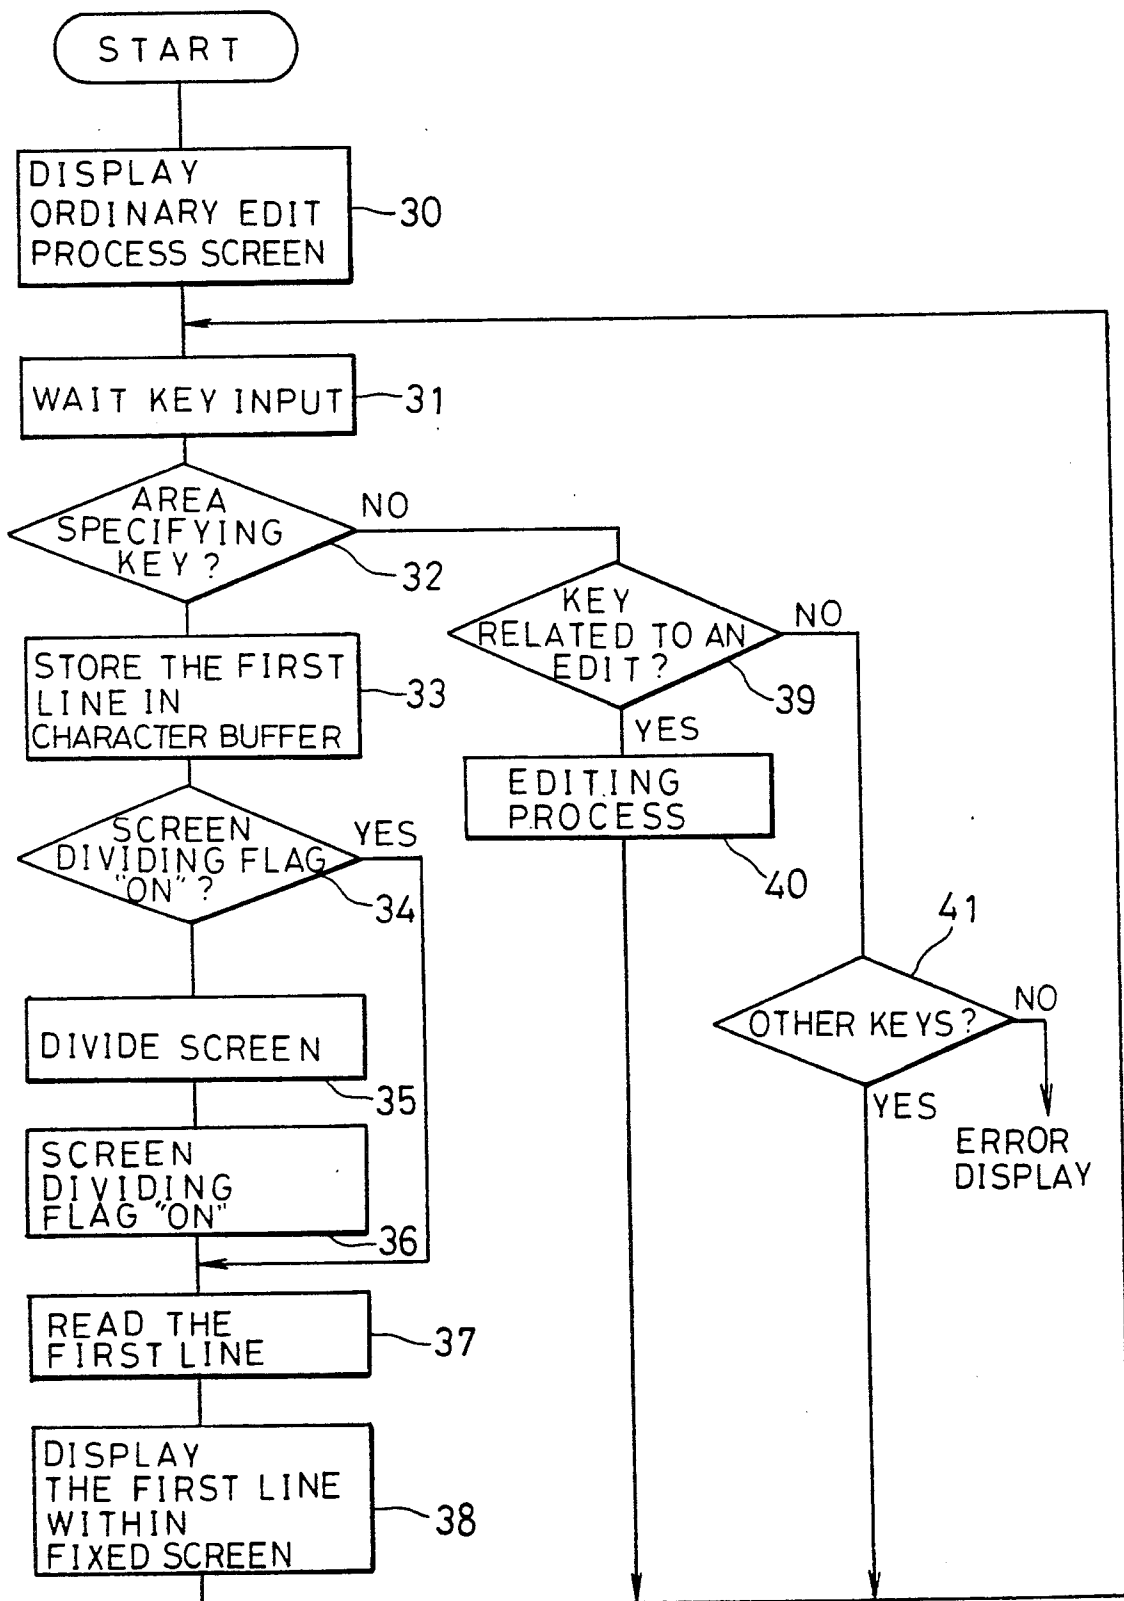 START
DISPLAY
ORDINARY EDIT
PROCESS SCREEN
30
WAIT KEY INPUT
31
AREA
SPECIFYING
KEY?
NO
32
STORE THE FIRST
LINE IN
CHARACTER BUFFER
33
KEY
RELATED TO AN
EDIT?
NO
39
YES
EDITING
PROCESS
40
SCREEN
DIVIDING FLAG
"ON"?
YES
34
41
OTHER KEYS?
NO
YES
ERROR
DISPLAY
DIVIDE SCREEN
35
SCREEN
DIVIDING
FLAG "ON"
36
READ THE
FIRST LINE
37
DISPLAY
THE FIRST LINE
WITHIN
FIXED SCREEN
38